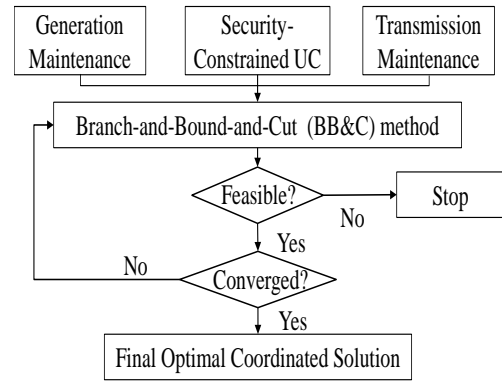 Generation
Maintenance
Security-
Constrained UC
Transmission
Maintenance
Branch-and-Bound-and-Cut (BB&C) method
Feasible?
No
Stop
Yes
No
Converged?
Yes
Final Optimal Coordinated Solution